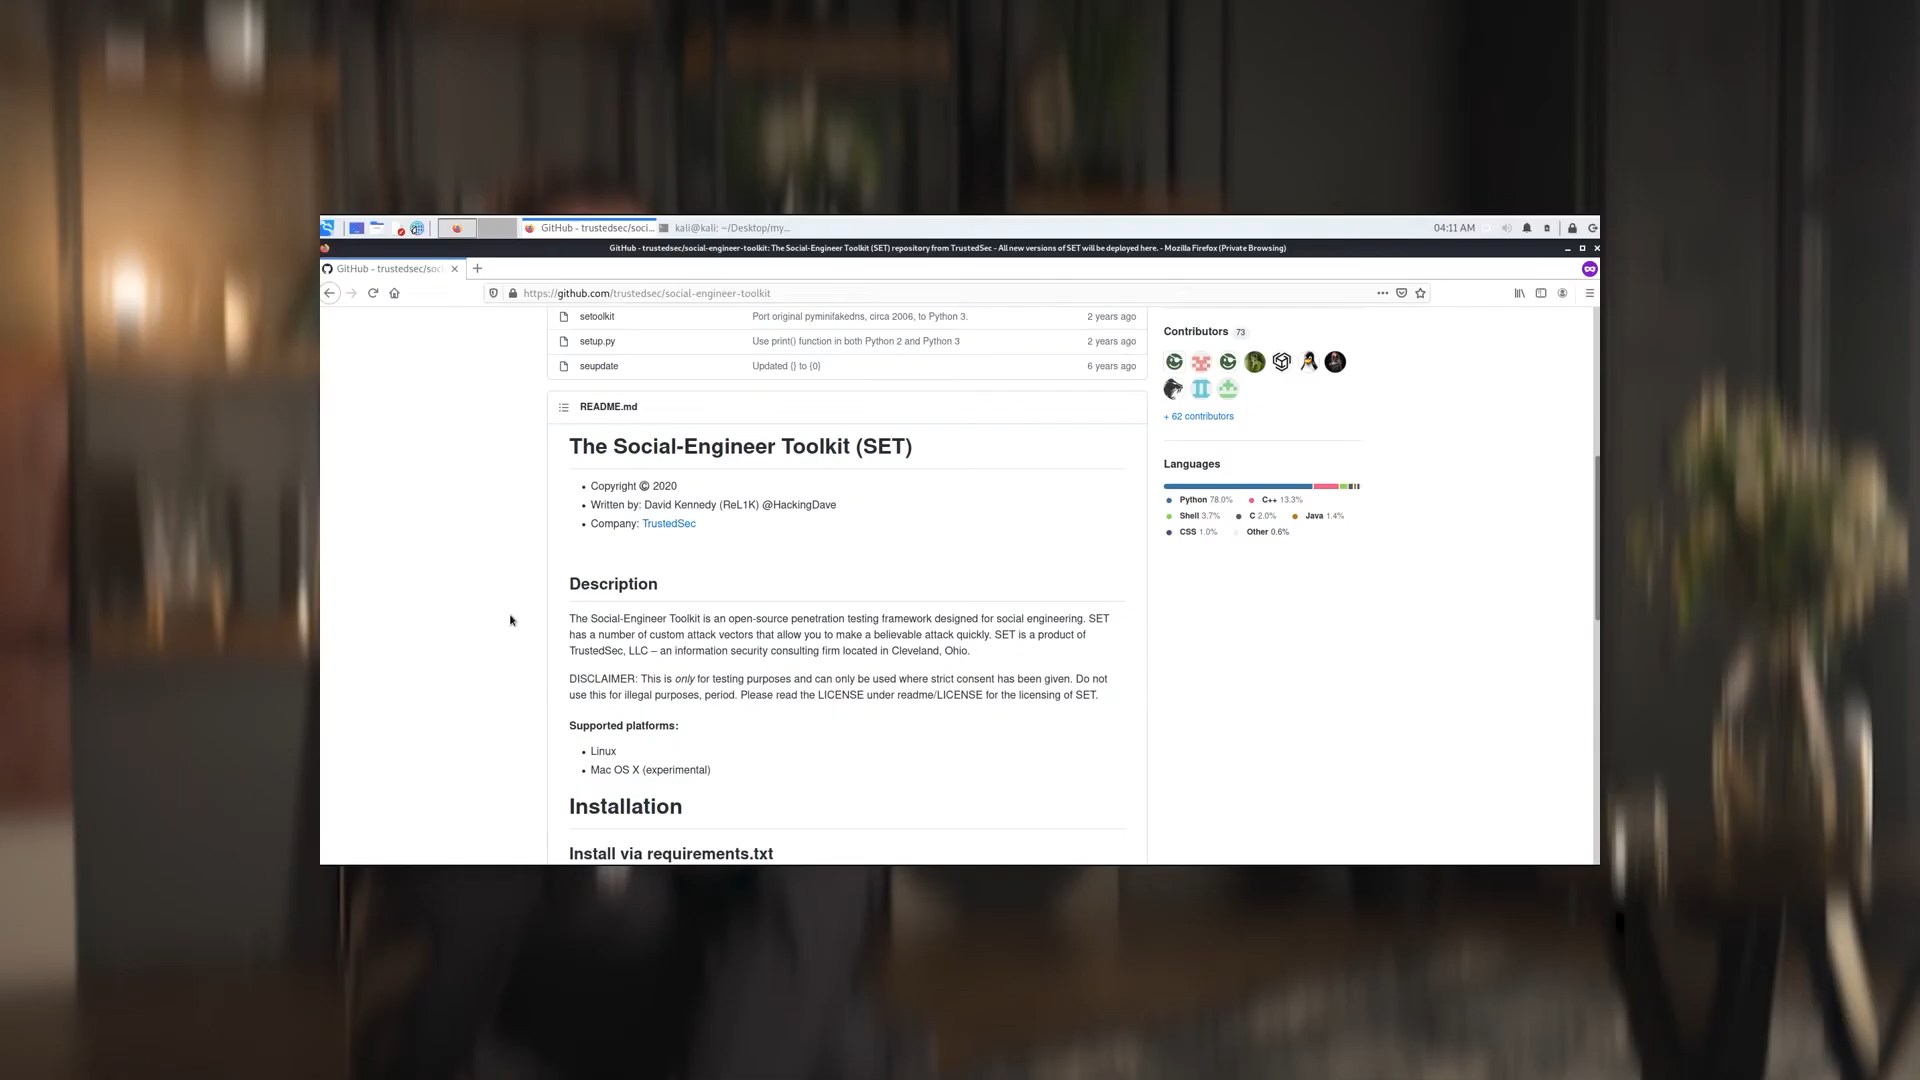 GitHub - trustedsec/soci...
kali@kali: ~/Desktop/my...
04:11 AM
GitHub - trustedsec/social-engineer-toolkit: The Social-Engineer Toolkit (SET) repository from TrustedSec - All new versions of SET will be deployed here. - Mozilla Firefox (Private Browsing)
GitHub - trustedsec/soci
https://github.com/trustedsec/social-engineer-toolkit
setoolkit Port original pyminifakedns, circa 2006, to Python 3. 2 years ago
setup.py Use print() function in both Python 2 and Python 3 2 years ago
seupdate Updated {} to {0} 6 years ago
README.md
The Social-Engineer Toolkit (SET)
• Copyright © 2020
• Written by: David Kennedy (ReL1K) @HackingDave
• Company: TrustedSec
Description
The Social-Engineer Toolkit is an open-source penetration testing framework designed for social engineering. SET
has a number of custom attack vectors that allow you to make a believable attack quickly. SET is a product of
TrustedSec, LLC – an information security consulting firm located in Cleveland, Ohio.
DISCLAIMER: This is only for testing purposes and can only be used where strict consent has been given. Do not
use this for illegal purposes, period. Please read the LICENSE under readme/LICENSE for the licensing of SET.
Supported platforms:
• Linux
• Mac OS X (experimental)
Installation
Install via requirements.txt
Contributors 73
+ 62 contributors
Languages
Python 78.0% C++ 13.3%
Shell 3.7% C 2.0% Java 1.4%
CSS 1.0% Other 0.6%